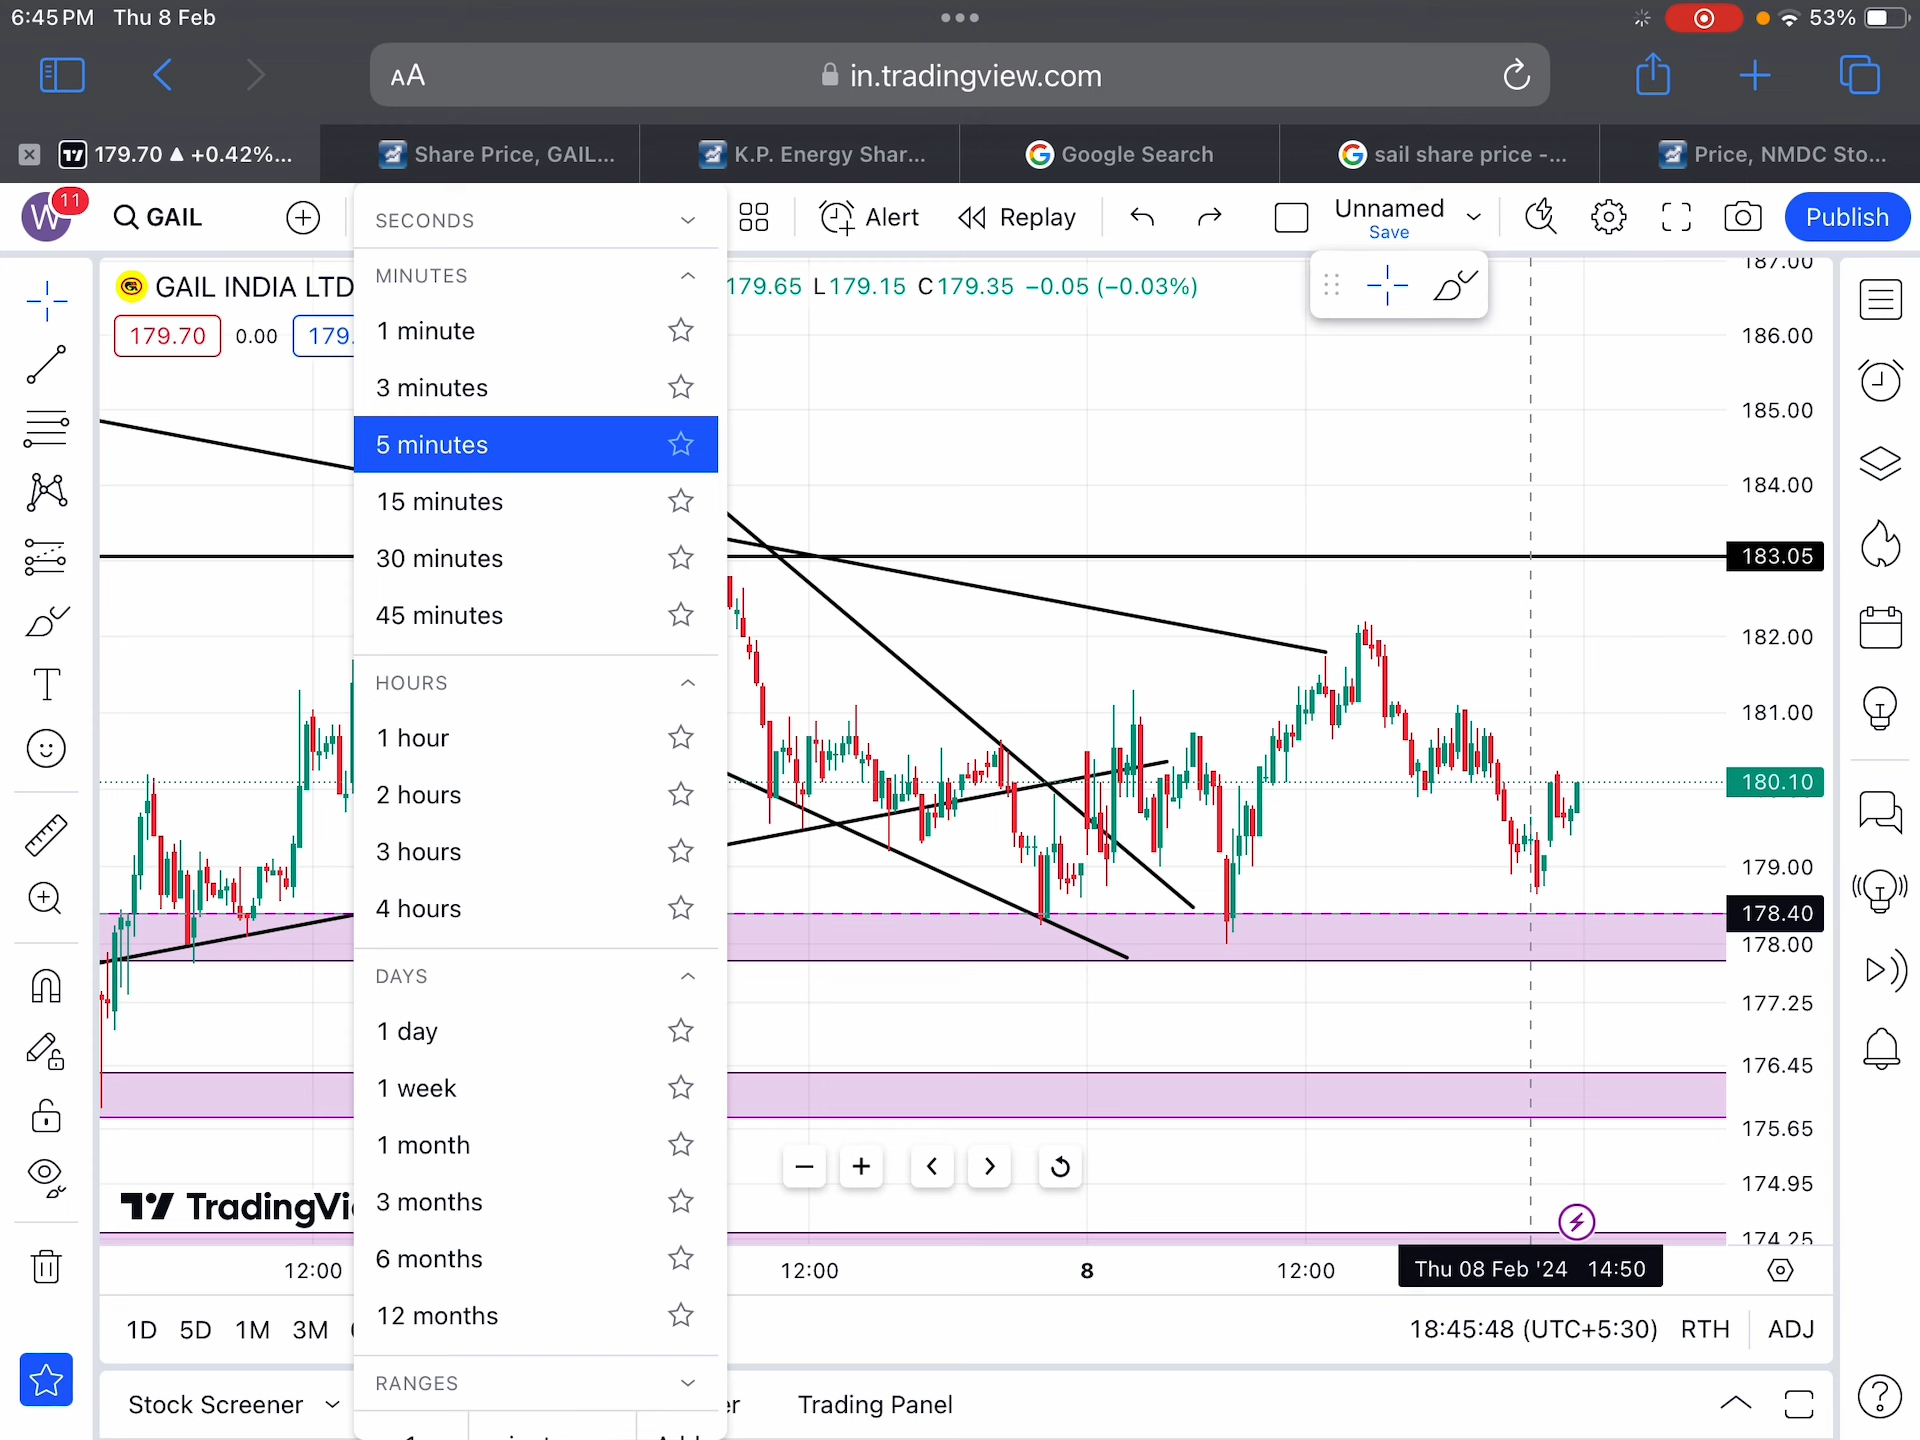 6:45 PM Thu 8 Feb
53%
AA in.tradingview.com
179.70 ▲ +0.42%...
Share Price, GAIL...
K.P. Energy Shar...
Google Search
sail share price -...
Price, NMDC Sto...
W 11 GAIL
Alert Replay Unnamed Save Publish
GAIL INDIA LTD
179.65 L179.15 C179.35 −0.05 (−0.03%)
179.70 0.00 179.
SECONDS
MINUTES
1 minute
3 minutes
5 minutes
15 minutes
30 minutes
45 minutes
HOURS
1 hour
2 hours
3 hours
4 hours
DAYS
1 day
1 week
1 month
3 months
6 months
12 months
RANGES
187.00
186.00
185.00
184.00
183.05
182.00
181.00
180.10
179.00
178.40
178.00
177.25
176.45
175.65
174.95
174.25
TradingVi
12:00 12:00 8 12:00 Thu 08 Feb '24 14:50
1D 5D 1M 3M
18:45:48 (UTC+5:30) RTH ADJ
Stock Screener er Trading Panel